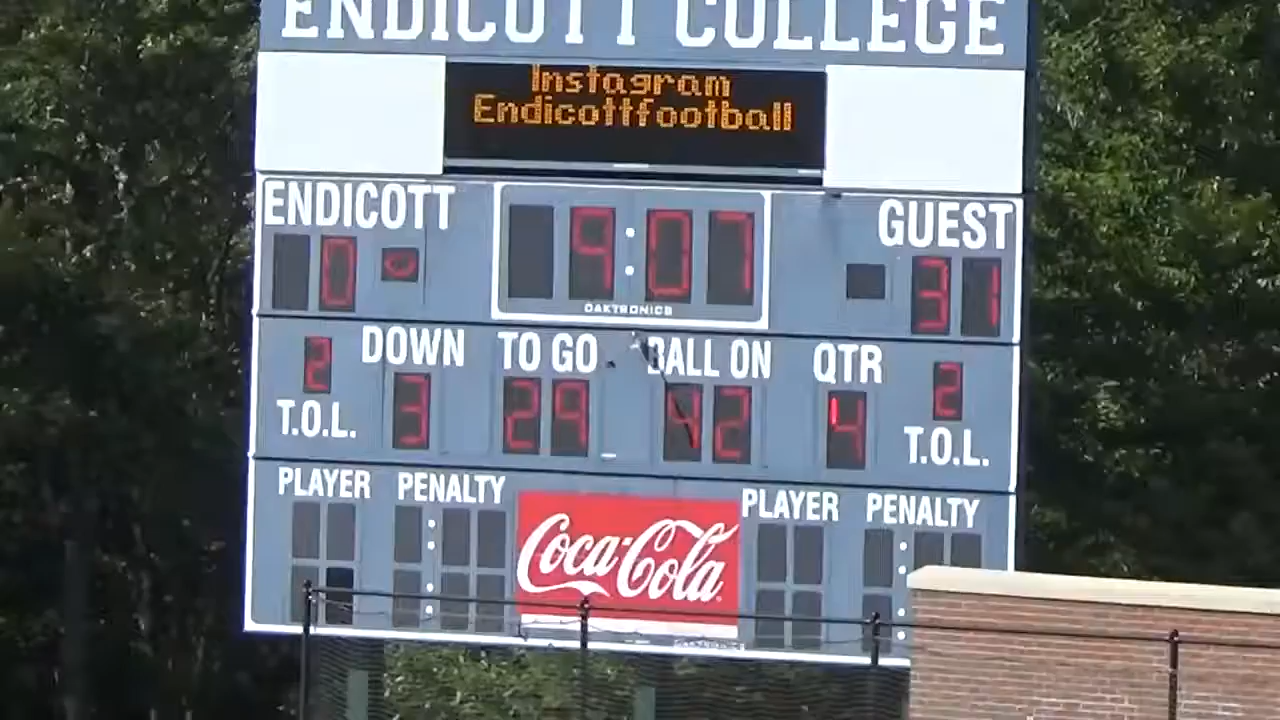 ENDICOTT COLLEGE
Instagram
Endicottfootball
ENDICOTT
GUEST
0
9:07
31
DAKTRONICS
DOWN
TO GO
BALL ON
QTR
2
3
29
42
4
2
T.O.L.
T.O.L.
PLAYER
PENALTY
PLAYER
PENALTY
Coca-Cola
DAKTRONICS